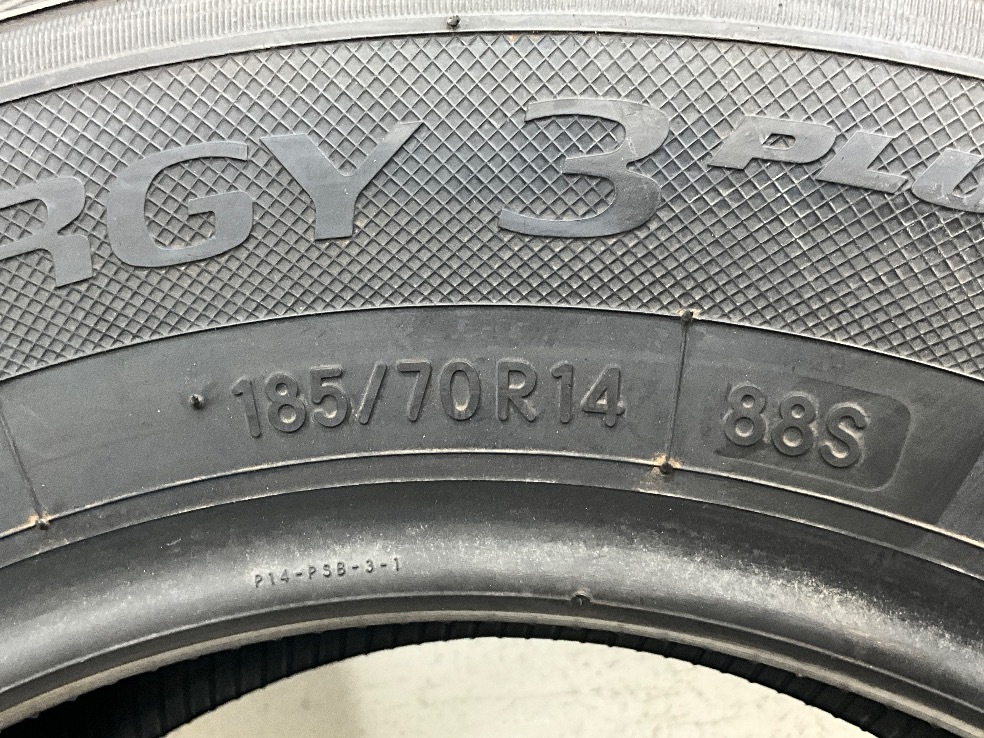 RGY 3 PLU
185/70R14 88S
P14-PSB-3-1